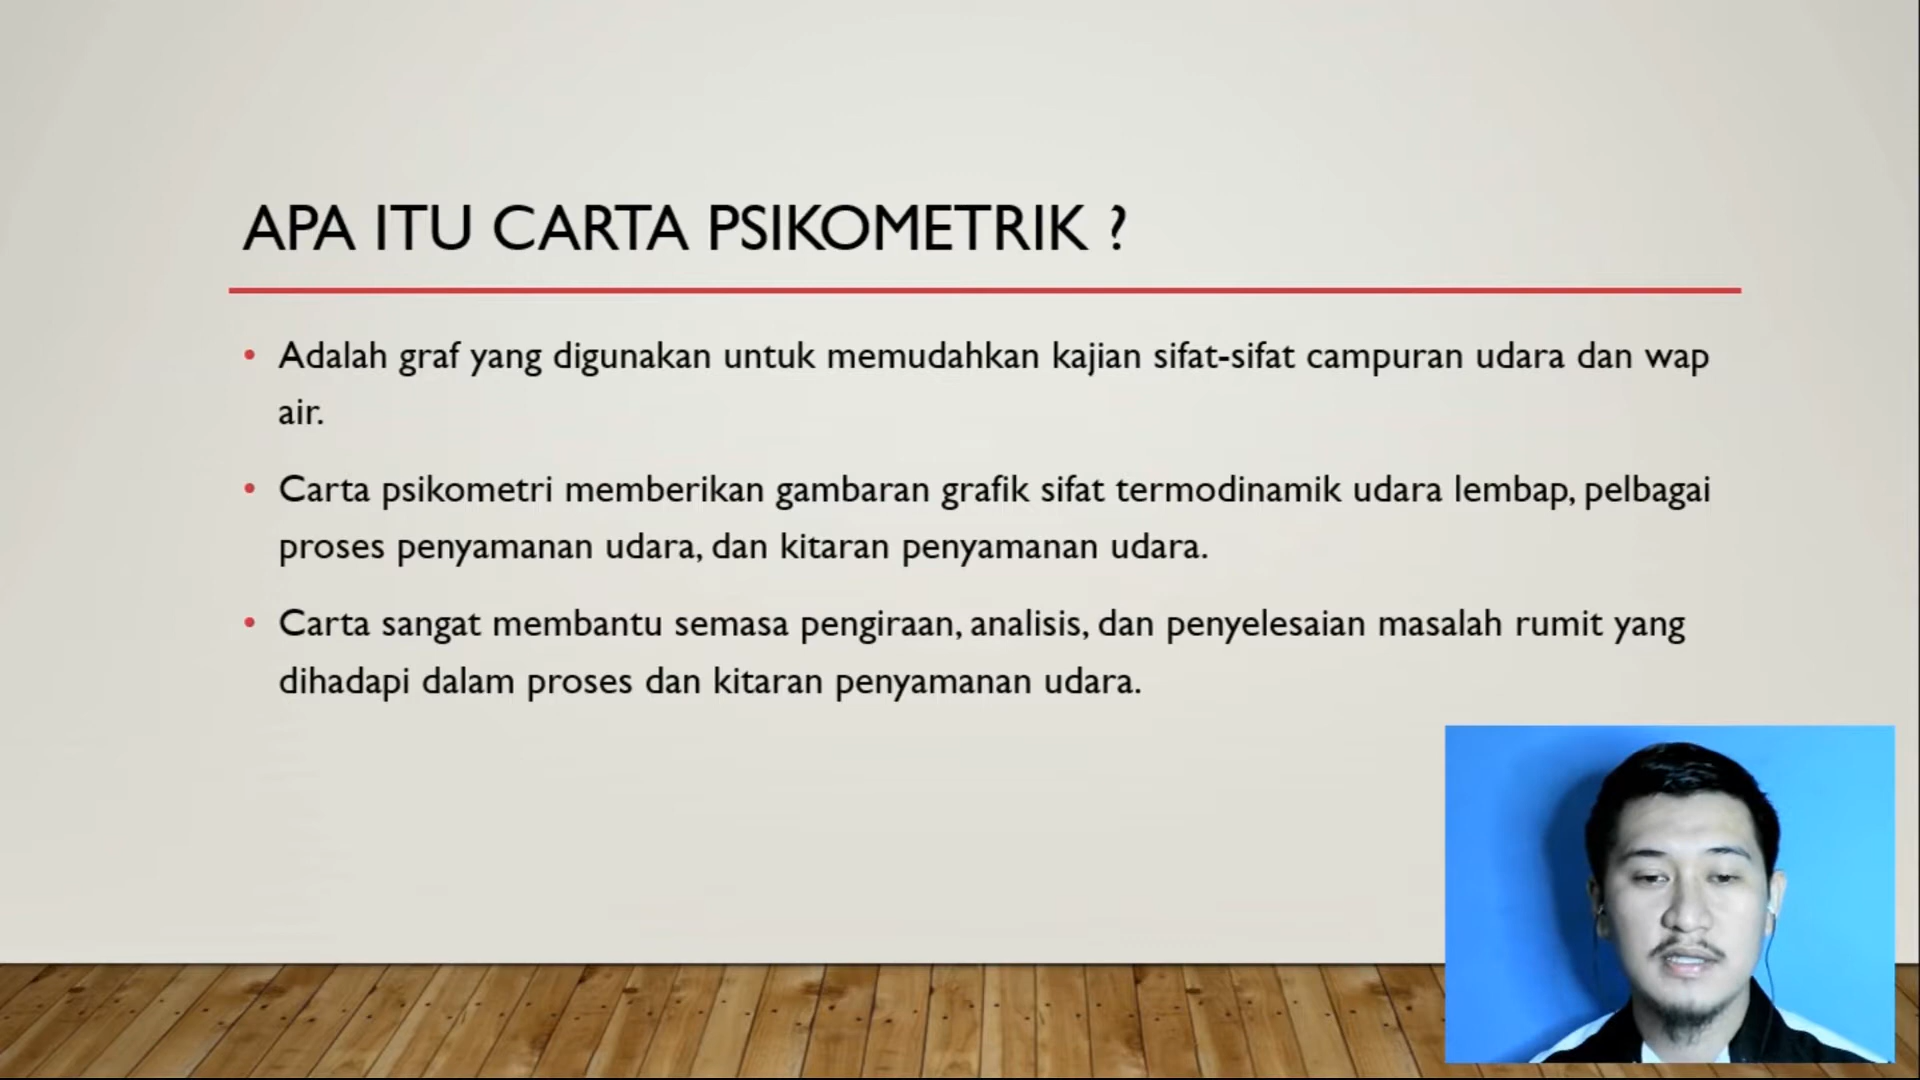 APA ITU CARTA PSIKOMETRIK ?
• Adalah graf yang digunakan untuk memudahkan kajian sifat-sifat campuran udara dan wap
air.
• Carta psikometri memberikan gambaran grafik sifat termodinamik udara lembap, pelbagai
proses penyamanan udara, dan kitaran penyamanan udara.
• Carta sangat membantu semasa pengiraan, analisis, dan penyelesaian masalah rumit yang
dihadapi dalam proses dan kitaran penyamanan udara.